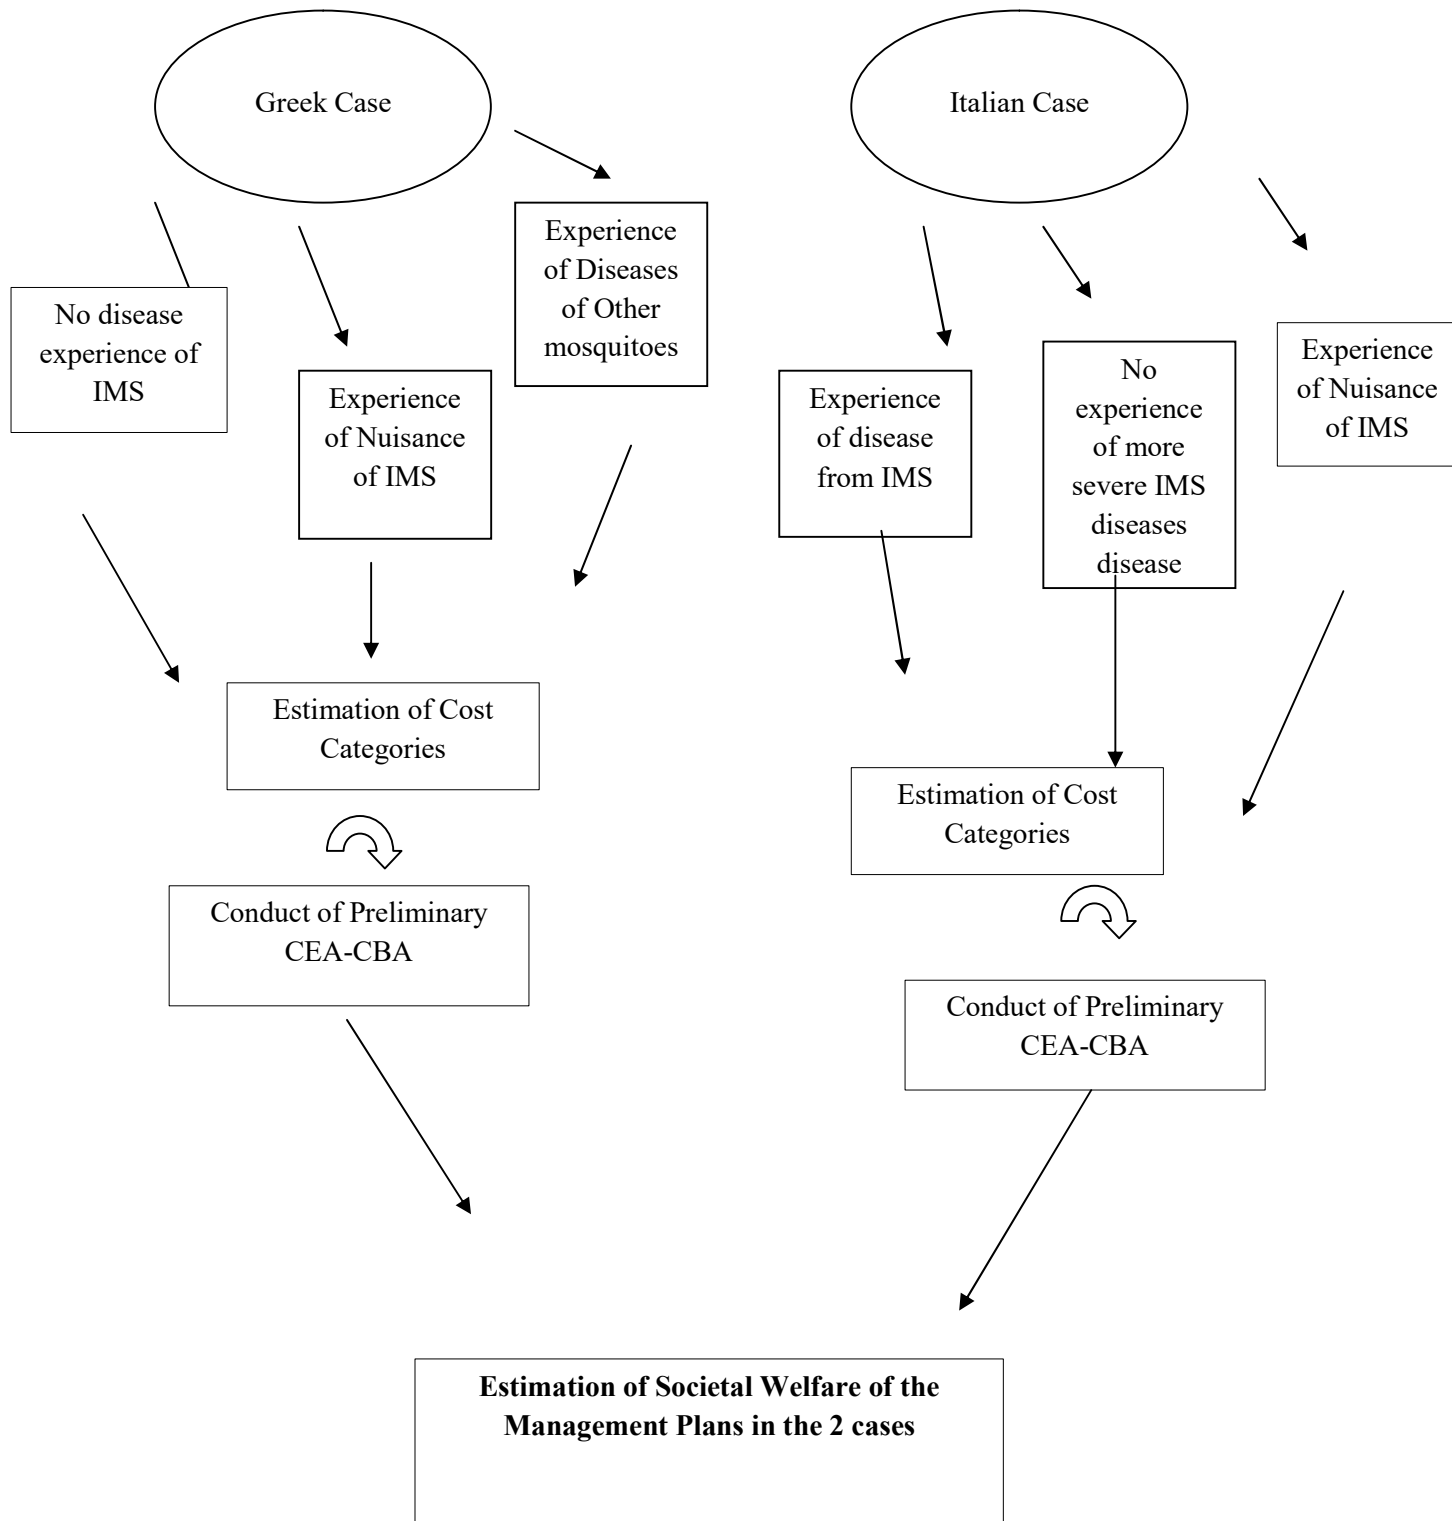 Greek Case
Italian Case
Experience
of Diseases
of Other
mosquitoes
No disease
experience of
IMS
Experience
of Nuisance
of IMS
Experience
of disease
from IMS
No
experience
of more
severe IMS
diseases
disease
Experience
of Nuisance
of IMS
Estimation of Cost
Categories
Estimation of Cost
Categories
Conduct of Preliminary
CEA-CBA
Conduct of Preliminary
CEA-CBA
Estimation of Societal Welfare of the
Management Plans in the 2 cases